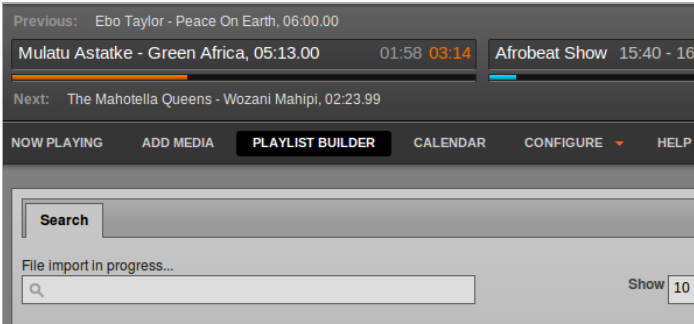 Previous: Ebo Taylor - Peace On Earth, 06:00.00
Mulatu Astatke - Green Africa, 05:13.00 01:58 03:14 Afrobeat Show 15:40 - 16
Next: The Mahotella Queens - Wozani Mahipi, 02:23.99
NOW PLAYING ADD MEDIA PLAYLIST BUILDER CALENDAR CONFIGURE HELP
Search
File import in progress...
Show 10